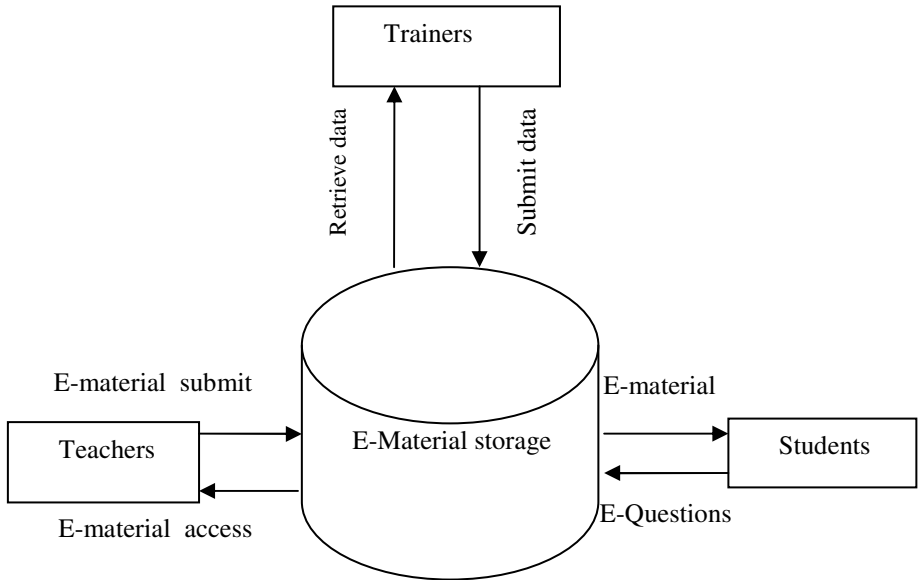 Trainers
Retrieve data
Submit data
E-material submit
E-material
Teachers
E-Material storage
Students
E-material access
E-Questions